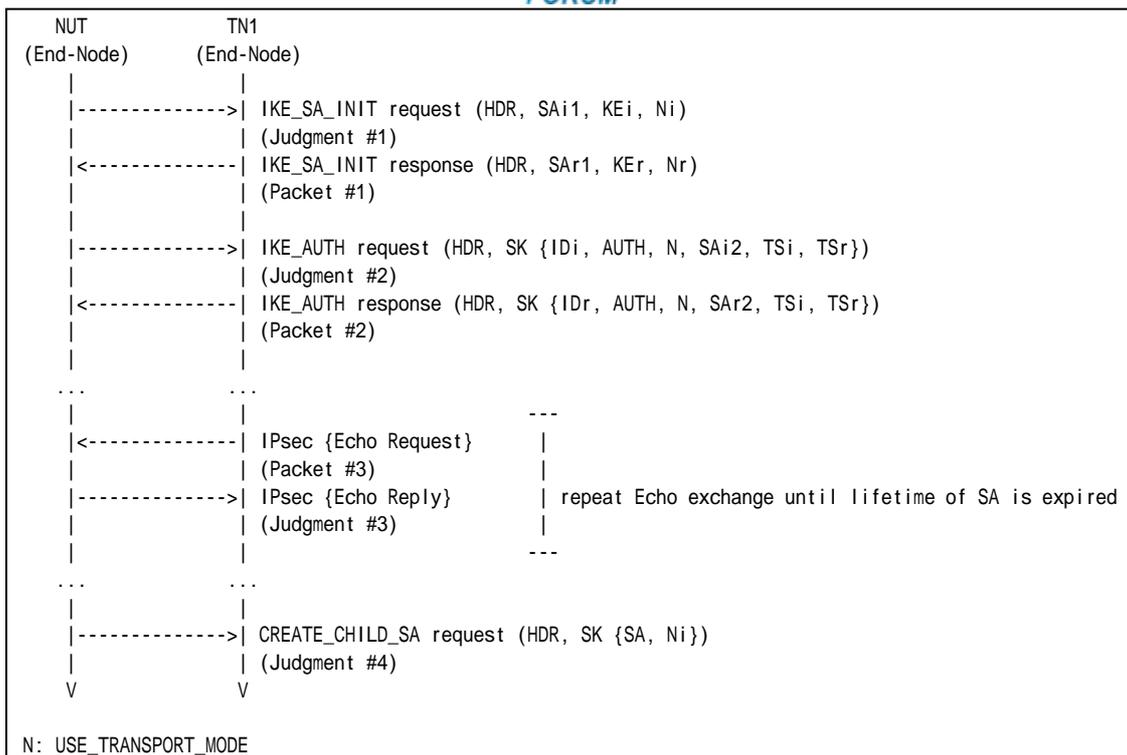 FORUM
NUT TN1
(End-Node) (End-Node)
| |
|-------------->| IKE_SA_INIT request (HDR, SAi1, KEi, Ni)
| | (Judgment #1)
|<--------------| IKE_SA_INIT response (HDR, SAr1, KEr, Nr)
| | (Packet #1)
| |
|-------------->| IKE_AUTH request (HDR, SK {IDi, AUTH, N, SAi2, TSi, TSr})
| | (Judgment #2)
|<--------------| IKE_AUTH response (HDR, SK {IDr, AUTH, N, SAr2, TSi, TSr})
| | (Packet #2)
| |
... ...
| | ---
|<--------------| IPsec {Echo Request} |
| | (Packet #3) |
|-------------->| IPsec {Echo Reply} | repeat Echo exchange until lifetime of SA is expired
| | (Judgment #3) |
| | ---
... ...
| |
|-------------->| CREATE_CHILD_SA request (HDR, SK {SA, Ni})
| | (Judgment #4)
V V
N: USE_TRANSPORT_MODE